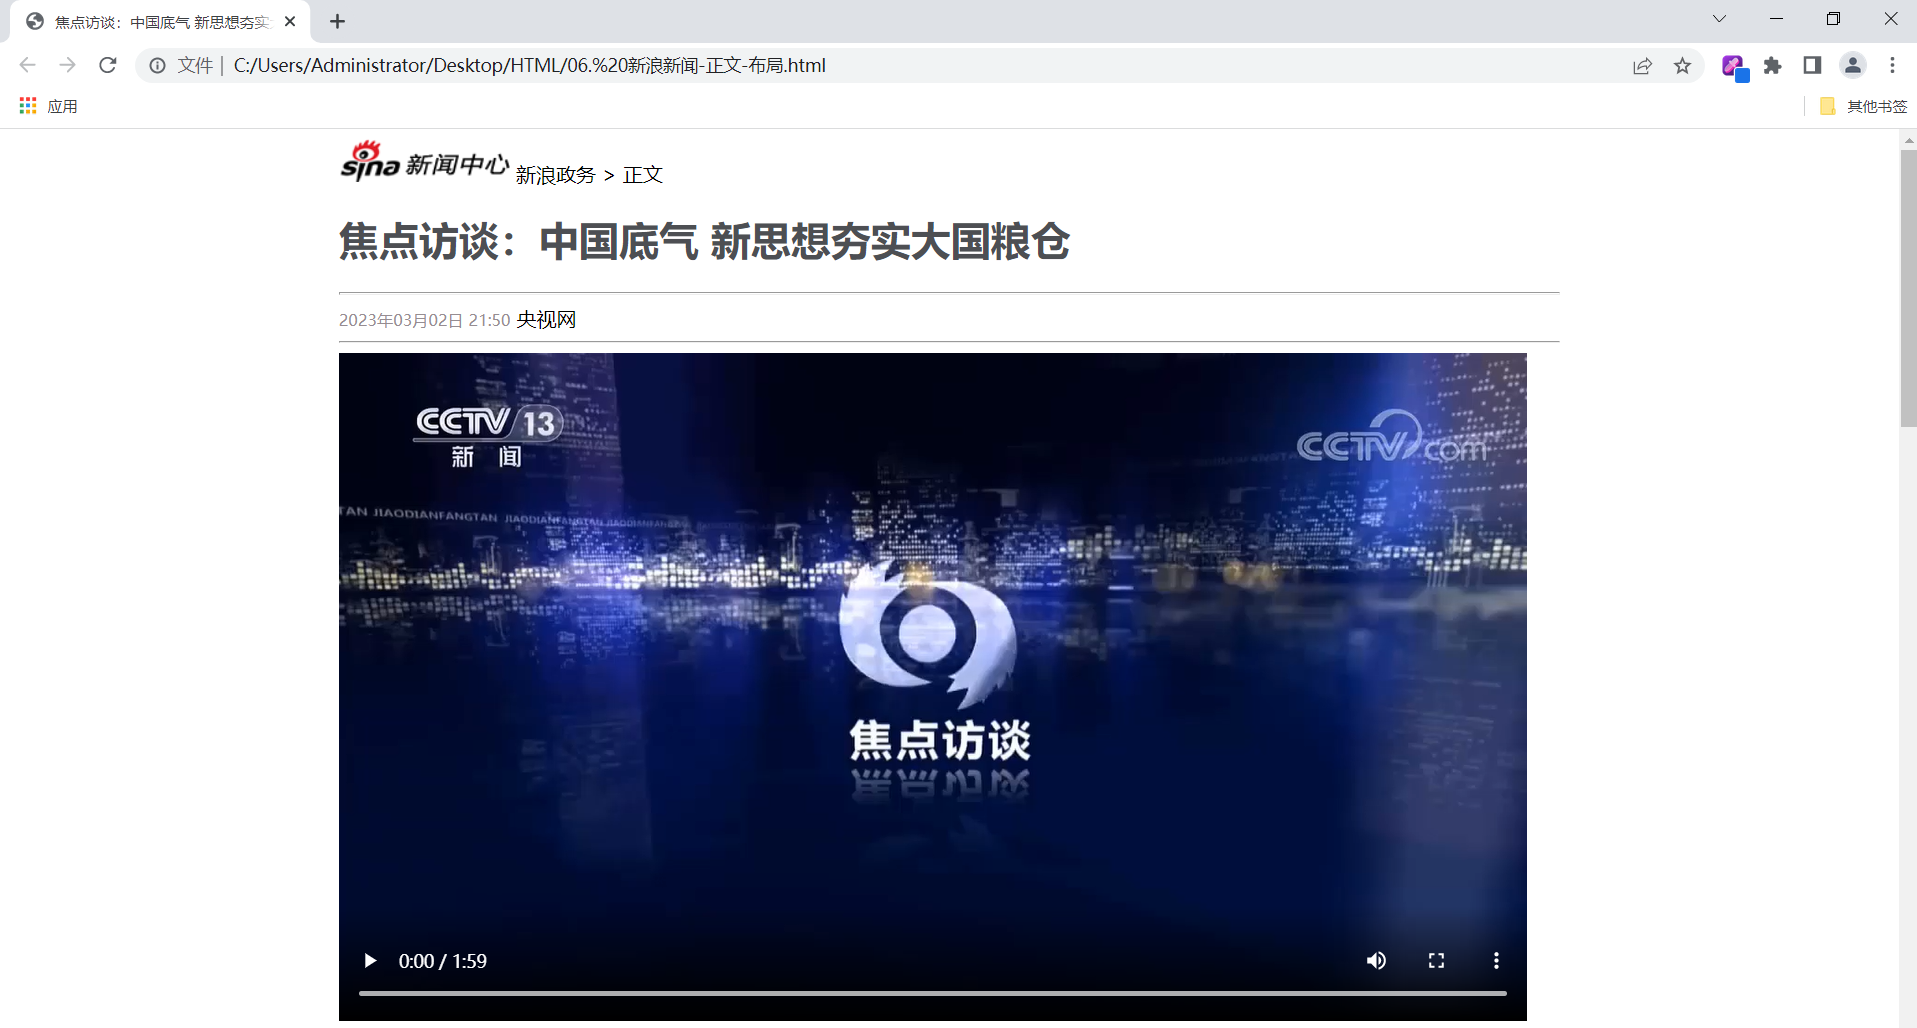 焦点访谈：中国底气 新思想夯实
文件 | C:/Users/Administrator/Desktop/HTML/06.%20新浪新闻-正文-布局.html
应用
其他书签
sina 新闻中心 新浪政务 > 正文
焦点访谈：中国底气 新思想夯实大国粮仓
2023年03月02日 21:50 央视网
CCTV 13
新闻
CCTV.com
TAN JIAODIANFANGTAN JIAODIANFANGTAN JIAODIANFANGTAN
焦点访谈
0:00 / 1:59